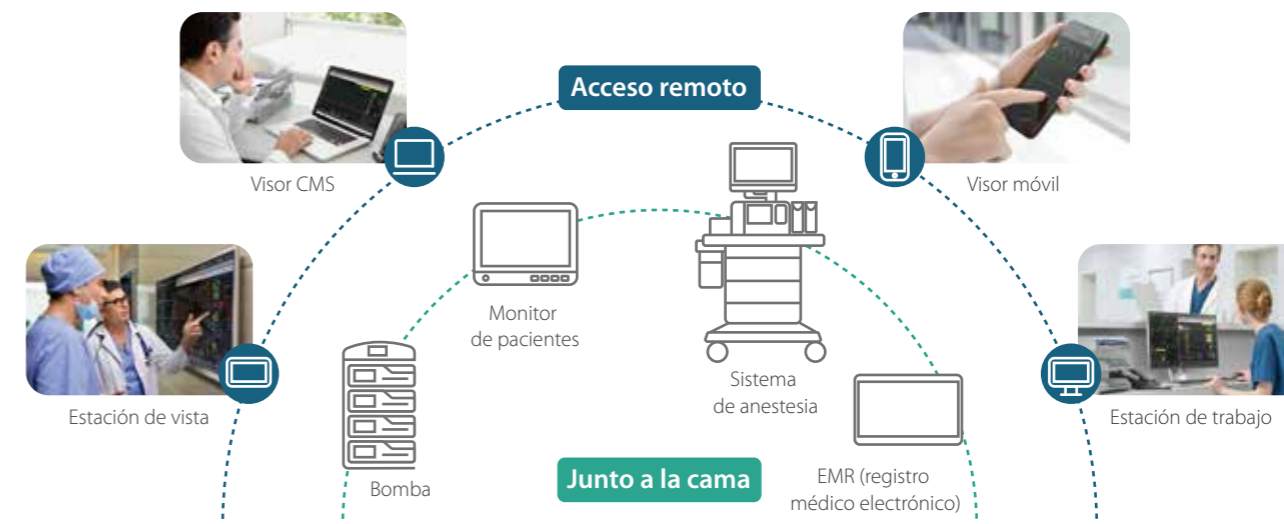 Acceso remoto
Visor CMS
Visor móvil
Monitor
de pacientes
Sistema
de anestesia
Estación de vista
Estación de trabajo
Bomba
Junto a la cama
EMR (registro
médico electrónico)